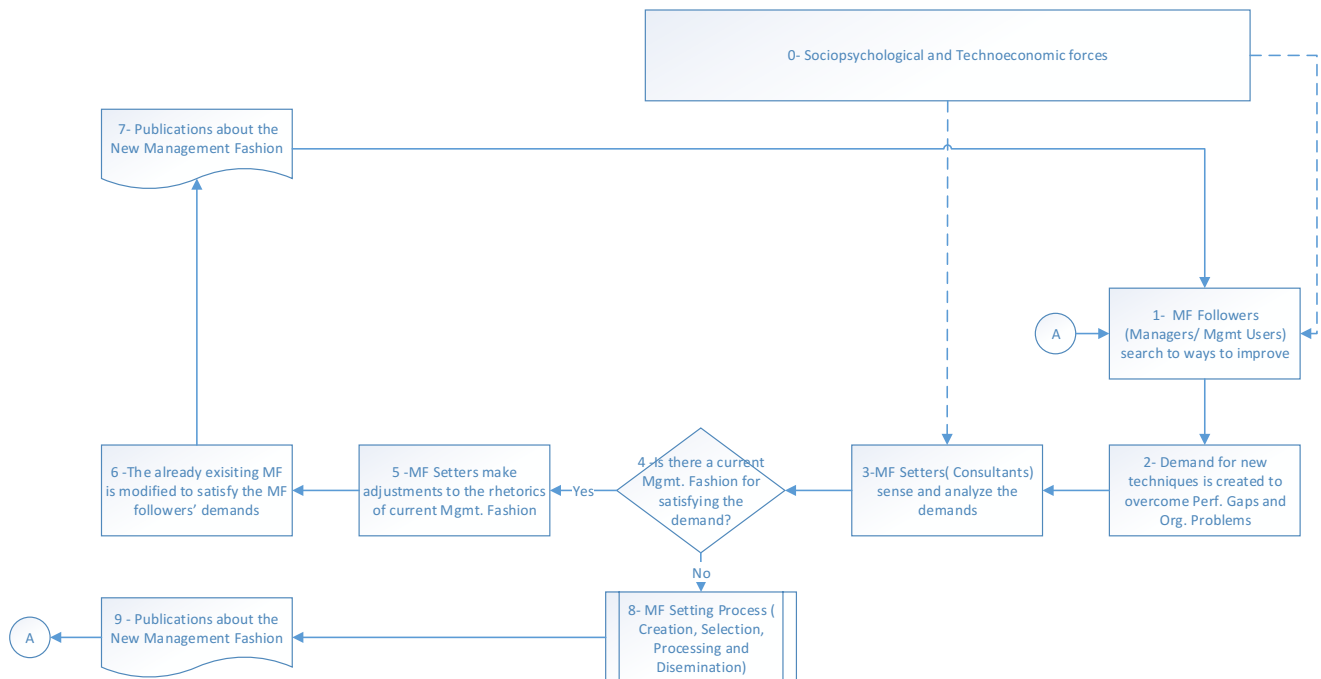 0- Sociopsychological and Technoeconomic forces
7- Publications about the
New Management Fashion
1-  MF Followers
(Managers/ Mgmt Users)
search to ways to improve
A
6 -The already exisiting MF
is modified to satisfy the MF
followers’ demands
5 -MF Setters make
adjustments to the rhetorics
of current Mgmt. Fashion
Yes
4 -Is there a current
Mgmt. Fashion for
satisfying the
demand?
3-MF Setters( Consultants)
sense and analyze the
demands
2- Demand for new
techniques is created to
overcome Perf. Gaps and
Org. Problems
No
A
9 - Publications about the
New Management Fashion
8- MF Setting Process (
Creation, Selection,
Processing and
Disemination)